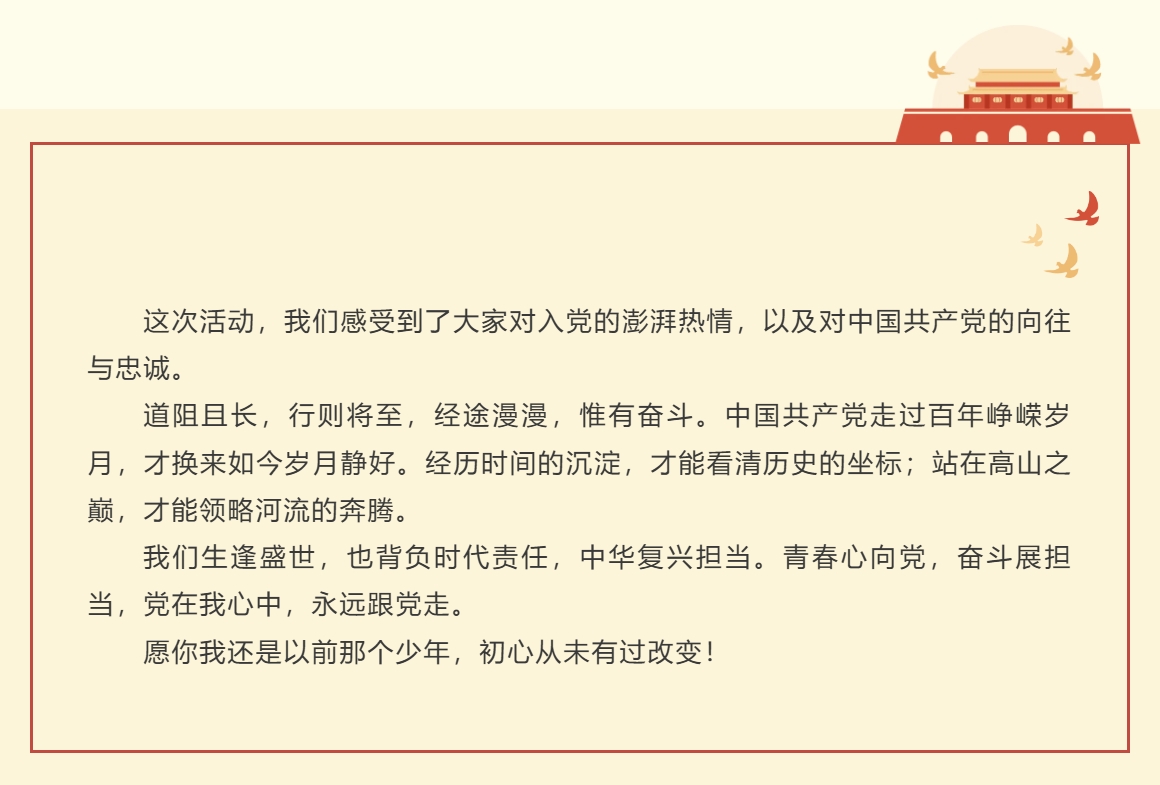 这次活动，我们感受到了大家对入党的澎湃热情，以及对中国共产党的向往
与忠诚。
道阻且长，行则将至，经途漫漫，惟有奋斗。中国共产党走过百年峥嵘岁
月，才换来如今岁月静好。经历时间的沉淀，才能看清历史的坐标；站在高山之
巅，才能领略河流的奔腾。
我们生逢盛世，也背负时代责任，中华复兴担当。青春心向党，奋斗展担
当，党在我心中，永远跟党走。
愿你我还是以前那个少年，初心从未有过改变！